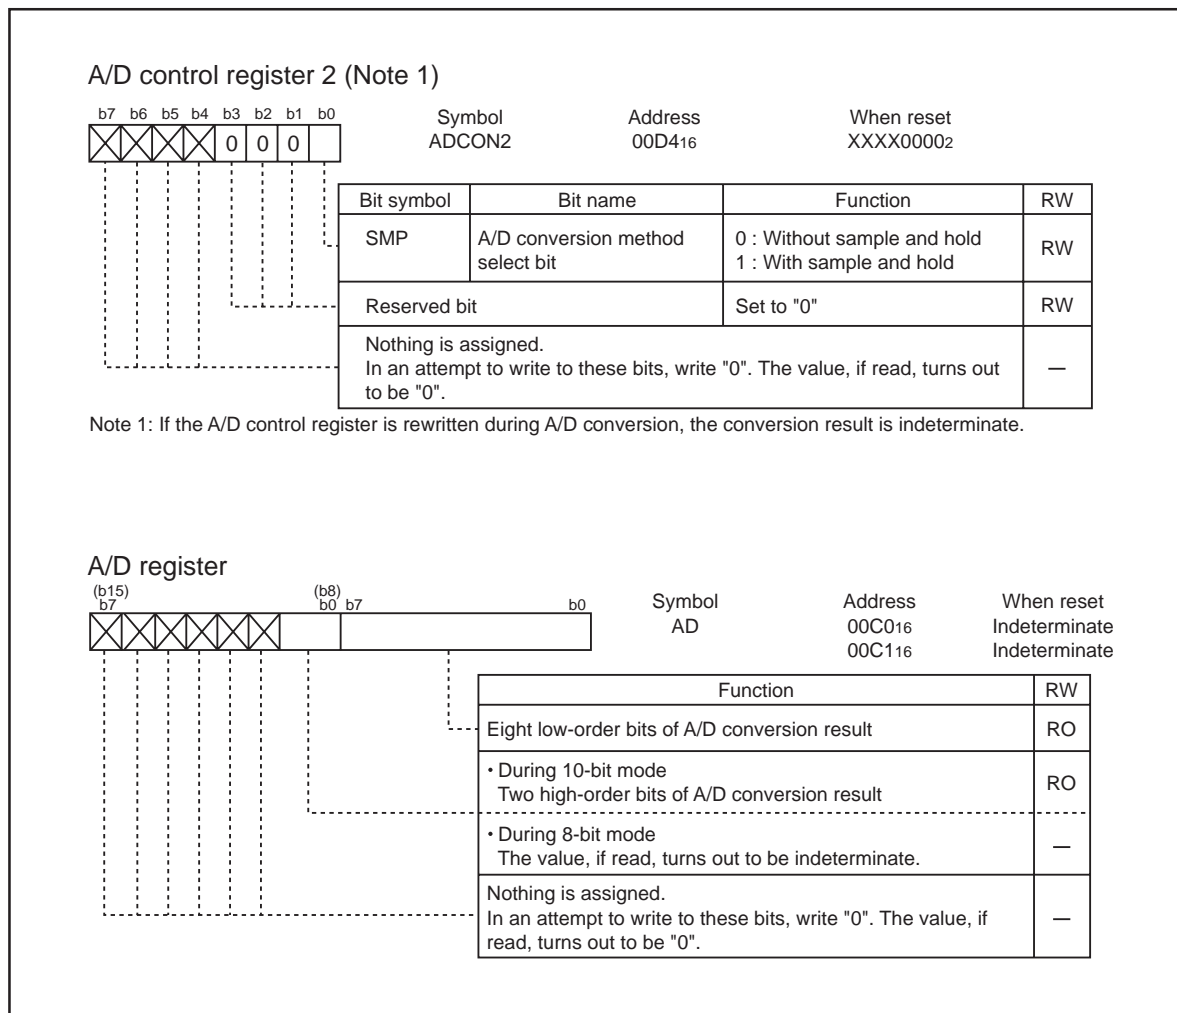 A/D control register 2 (Note 1)
b7 b6 b5 b4 b3 b2 b1 b0
Symbol Address When reset
0 0 0
ADCON2 00D416 XXXX00002
Bit symbol Bit name Function RW
SMP A/D conversion method select bit 0 : Without sample and hold
1 : With sample and hold RW
Reserved bit Set to "0" RW
Nothing is assigned.
In an attempt to write to these bits, write "0". The value, if read, turns out
to be "0". —
Note 1: If the A/D control register is rewritten during A/D conversion, the conversion result is indeterminate.
A/D register
(b15) (b8)
b7 b0 b7 b0
Symbol Address When reset
AD 00C016 Indeterminate
00C116 Indeterminate
Function RW
Eight low-order bits of A/D conversion result RO
• During 10-bit mode
Two high-order bits of A/D conversion result RO
• During 8-bit mode
The value, if read, turns out to be indeterminate. —
Nothing is assigned.
In an attempt to write to these bits, write "0". The value, if
read, turns out to be "0". —